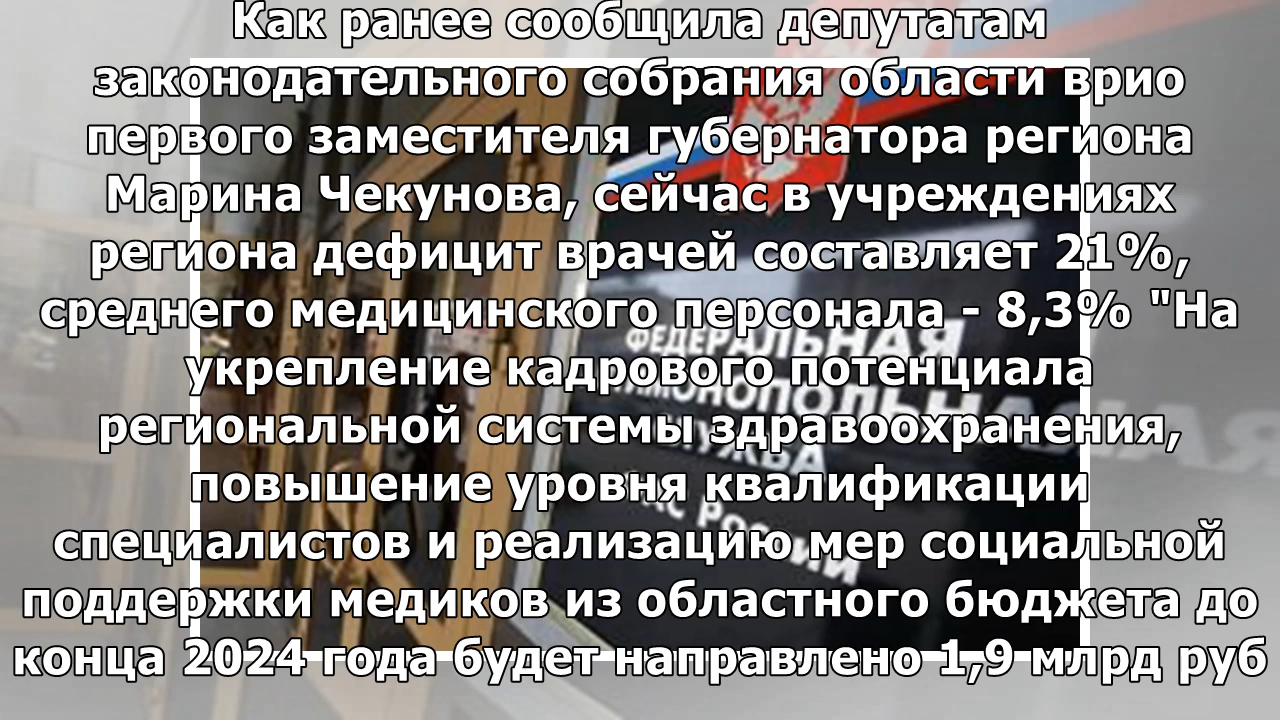 Как ранее сообщила депутатам
законодательного собрания области врио
первого заместителя губернатора региона
Марина Чекунова, сейчас в учреждениях
региона дефицит врачей составляет 21%,
среднего медицинского персонала - 8,3% "На
укрепление кадрового потенциала
региональной системы здравоохранения,
повышение уровня квалификации
специалистов и реализацию мер социальной
поддержки медиков из областного бюджета до
конца 2024 года будет направлено 1,9 млрд руб
ФЕДЕРАЛЬНАЯ
России